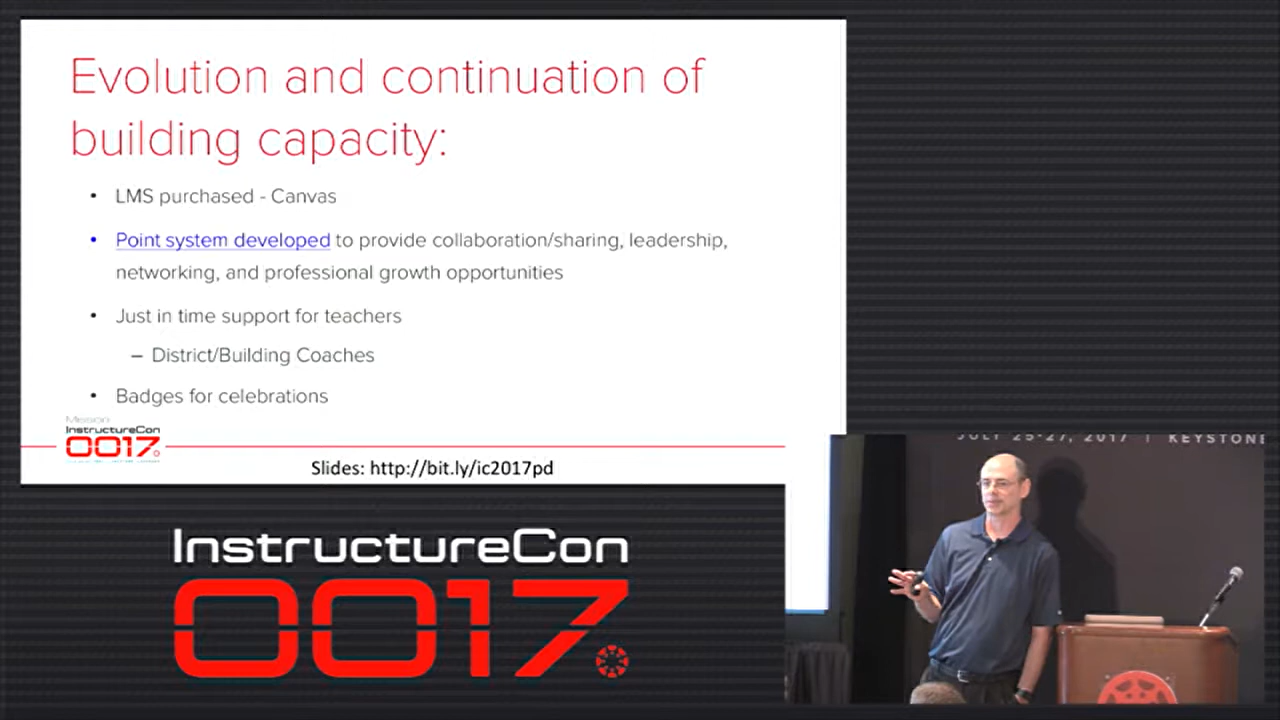 Evolution and continuation of
building capacity:
• LMS purchased - Canvas
• Point system developed to provide collaboration/sharing, leadership,
networking, and professional growth opportunities
• Just in time support for teachers
– District/Building Coaches
• Badges for celebrations
Mission
InstructureCon
0017
Slides: http://bit.ly/ic2017pd
JULY 25-27, 2017 | KEYSTONE
InstructureCon
0017